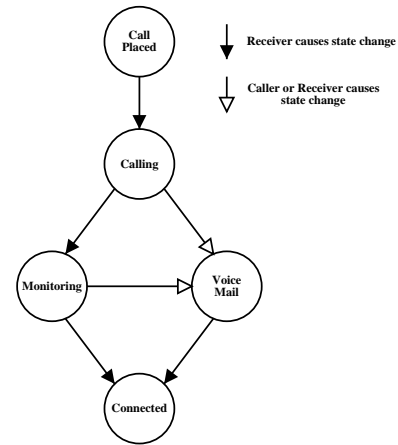 Call
Placed
Receiver causes state change
Caller or Receiver causes
state change
Calling
Monitoring
Voice
Mail
Connected